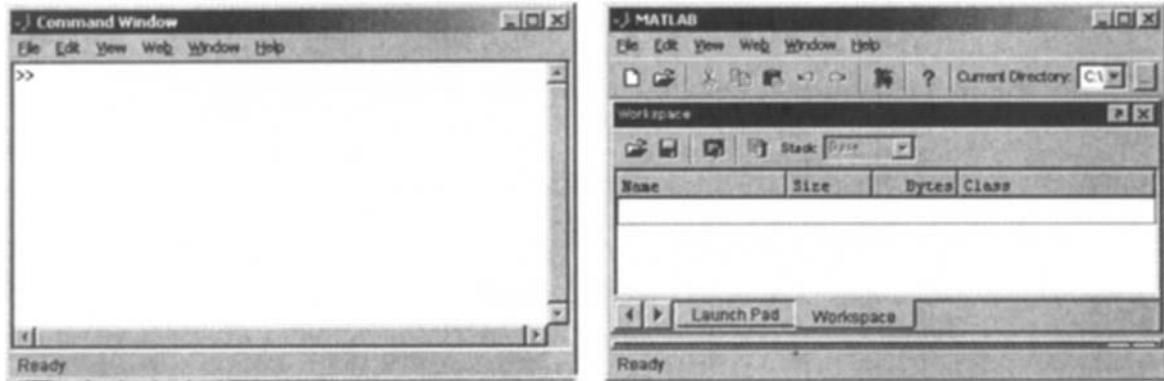 Command Window
File Edit View Web Window Help
>>
Ready
MATLAB
File Edit View Web Window Help
? Current Directory: C:\ ...
Workspace
Stack: Base
Name Size Bytes Class
Launch Pad Workspace
Ready